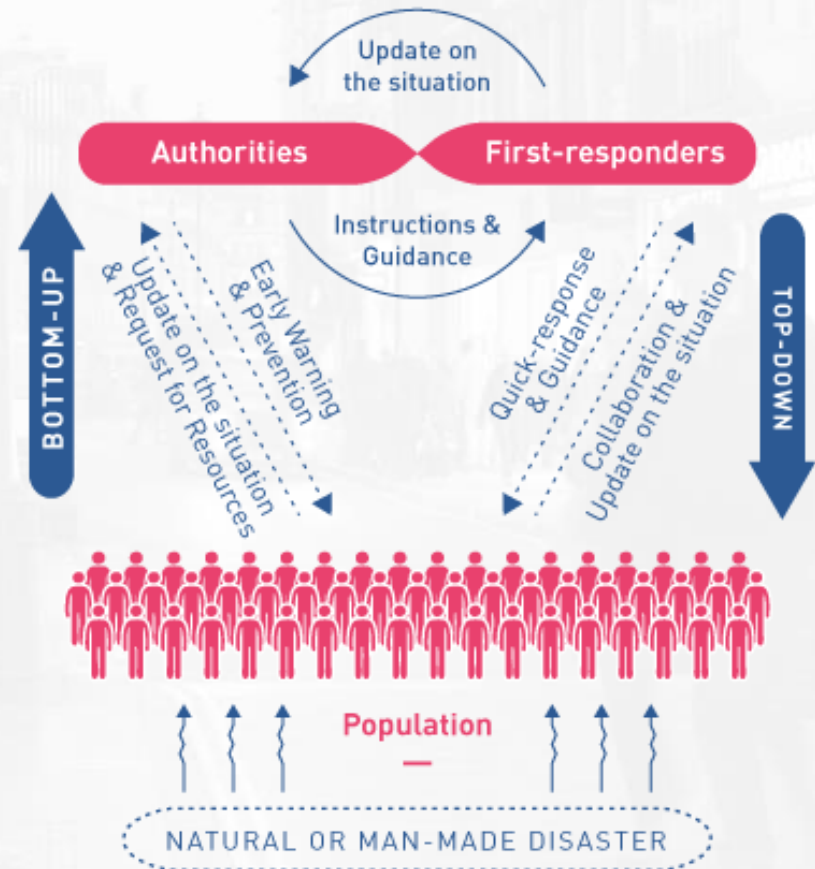 Update on
the situation
Authorities
First-responders
Instructions &
Guidance
BOTTOM-UP
Update on the situation
& Request for Resources
Early Warning
& Prevention
Quick-response
& Guidance
Collaboration &
Update on the situation
TOP-DOWN
Population
NATURAL OR MAN-MADE DISASTER